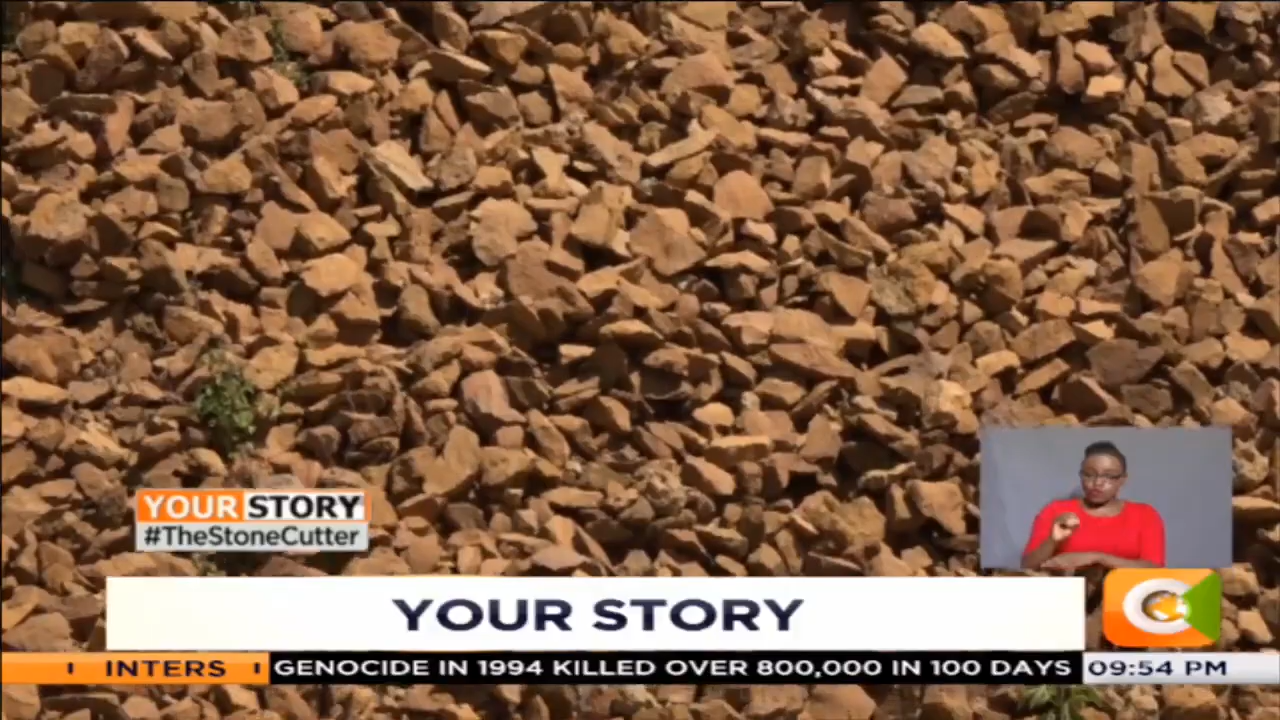 YOUR STORY
#TheStoneCutter
YOUR STORY
INTERS
GENOCIDE IN 1994 KILLED OVER 800,000 IN 100 DAYS
09:54 PM